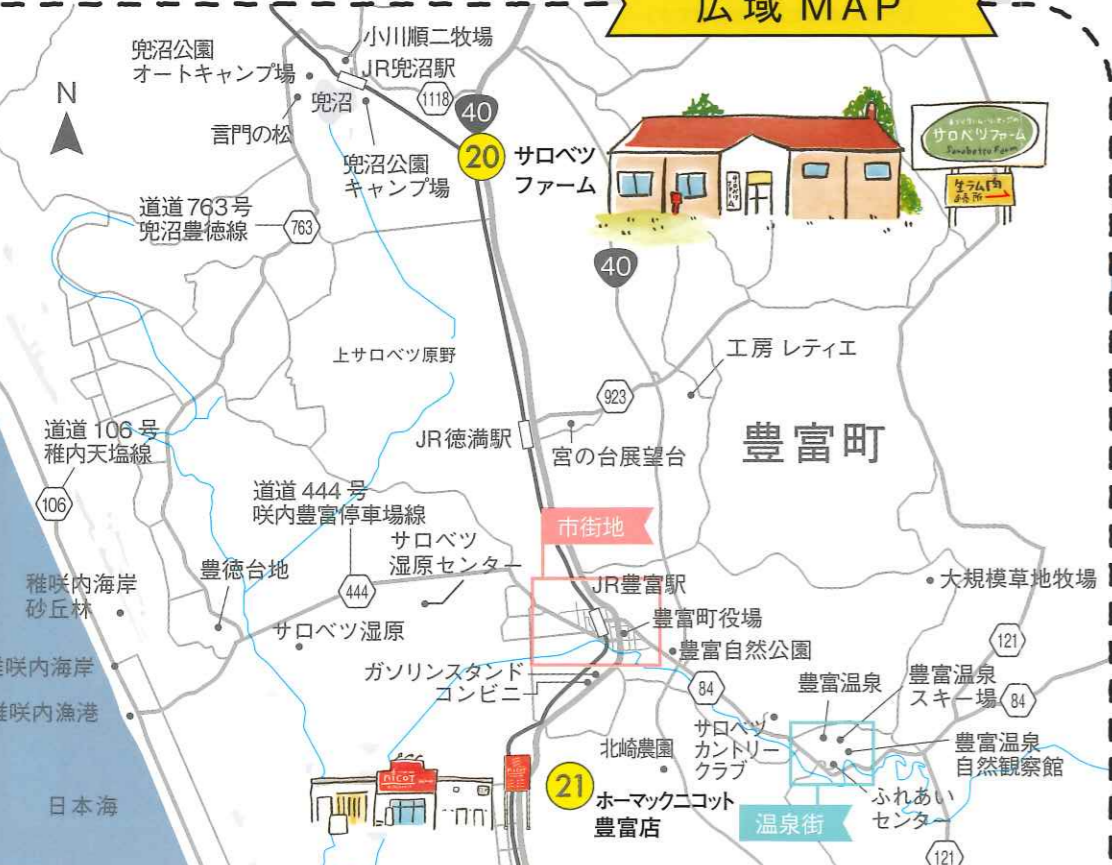 広域 MAP
小川順二牧場
兜沼公園
オートキャンプ場
JR兜沼駅
N
兜沼
1118
40
言門の松
兜沼公園
キャンプ場
20
サロベツ
ファーム
サロベツファーム
Sarobetsu Farm
生ラム肉
直売所
道道763号
兜沼豊徳線
763
40
上サロベツ原野
工房 レティエ
923
道道 106 号
稚内天塩線
JR徳満駅
宮の台展望台
豊富町
106
道道 444 号
咲内豊富停車場線
市街地
サロベツ
湿原センター
稚咲内海岸
砂丘林
豊徳台地
444
JR豊富駅
大規模草地牧場
豊富町役場
サロベツ湿原
豊富自然公園
121
咲内海岸
ガソリンスタンド
コンビニ
84
豊富温泉
豊富温泉
スキー場
84
咲内漁港
サロベツ
カントリー
クラブ
北崎農園
豊富温泉
自然観察館
nicot
日本海
21
ホーマックニコット
豊富店
温泉街
ふれあい
センター
121